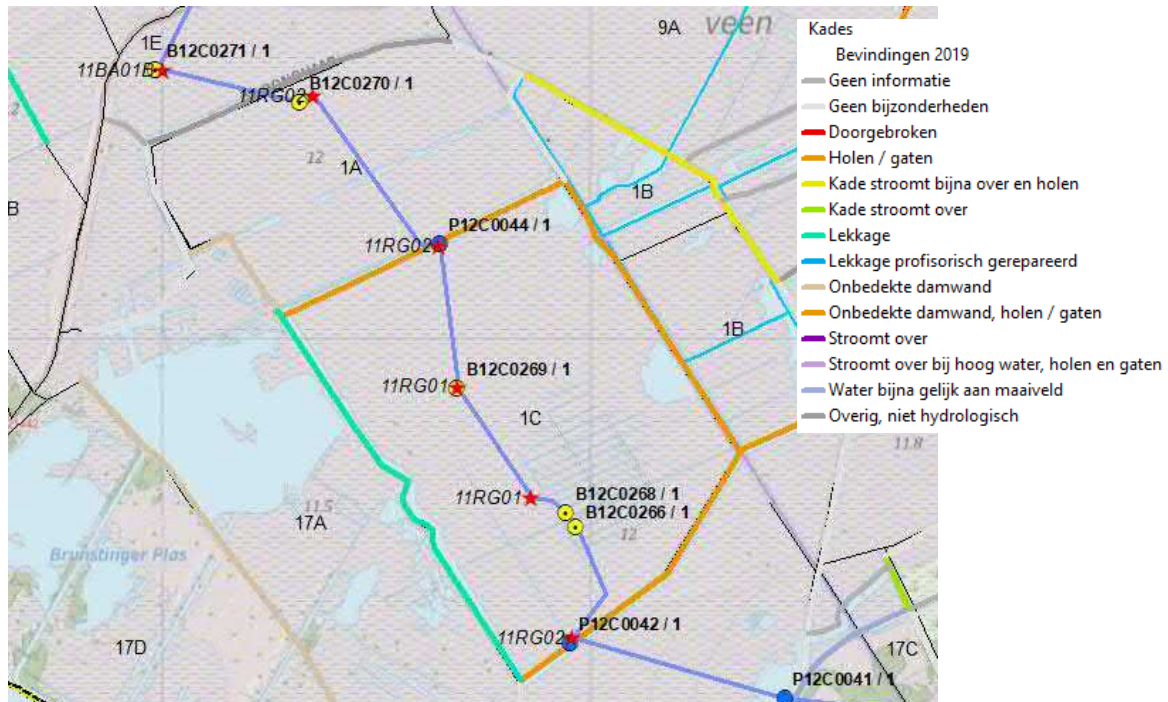 9A
veen
1E
B12C0271 / 1
11BA01B
B12C0270 / 1
11RG02
12
1A
1B
B
P12C0044 / 1
11RG02
1B
B12C0269 / 1
11RG01
1C
11.8
11RG01
B12C0268 / 1
B12C0266 / 1
11.5
17A
12
Brunstinger Plas
P12C0042 / 1
11RG02
17D
17C
P12C0041 / 1
Kades
Bevindingen 2019
Geen informatie
Geen bijzonderheden
Doorgebroken
Holen / gaten
Kade stroomt bijna over en holen
Kade stroomt over
Lekkage
Lekkage profisorisch gerepareerd
Onbedekte damwand
Onbedekte damwand, holen / gaten
Stroomt over
Stroomt over bij hoog water, holen en gaten
Water bijna gelijk aan maaiveld
Overig, niet hydrologisch